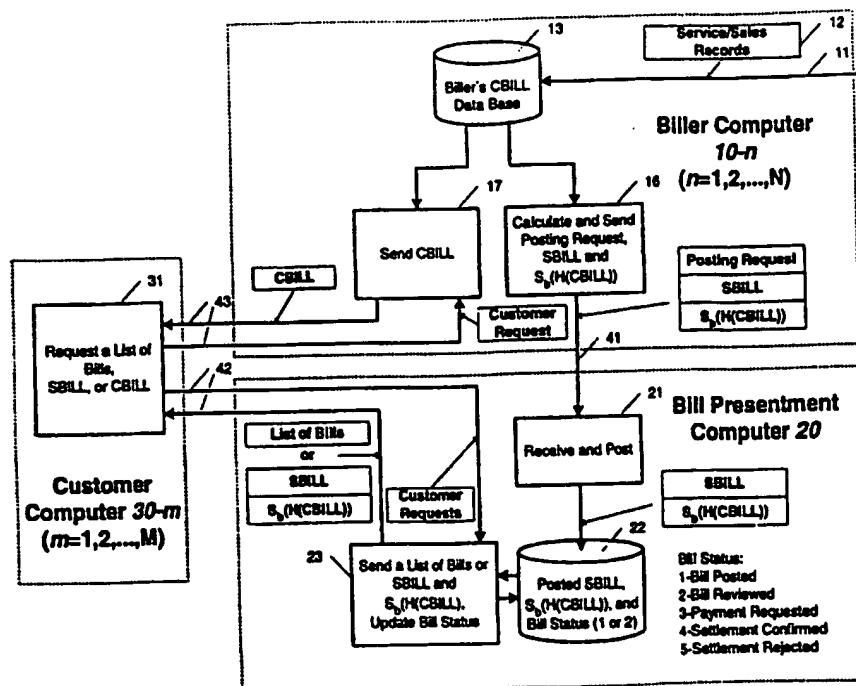 13
12
Service/Sales
Records
11
Biller's CBILL
Data Base
Biller Computer
10-n
(n=1,2,...,N)
17
16
Send CBILL
Calculate and Send
Posting Request,
SBILL and
Sb(H(CBILL))
Posting Request
SBILL
Sb(H(CBILL))
31
43
CBILL
Customer
Request
41
Request a List of
Bills,
SBILL, or CBILL
42
21
Bill Presentment
Computer 20
Receive and Post
List of Bills
or
SBILL
Sb(H(CBILL))
Customer
Requests
SBILL
Sb(H(CBILL))
Customer
Computer 30-m
(m=1,2,...,M)
23
22
Send a List of Bills or
SBILL and
Sb(H(CBILL),
Update Bill Status
Posted SBILL,
Sb(H(CBILL)), and
Bill Status (1 or 2)
Bill Status:
1-Bill Posted
2-Bill Reviewed
3-Payment Requested
4-Settlement Confirmed
5-Settlement Rejected